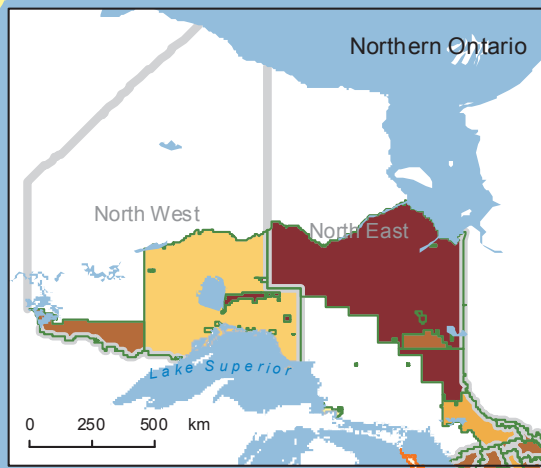 Northern Ontario
North West
North East
Lake Superior
0 250 500 km